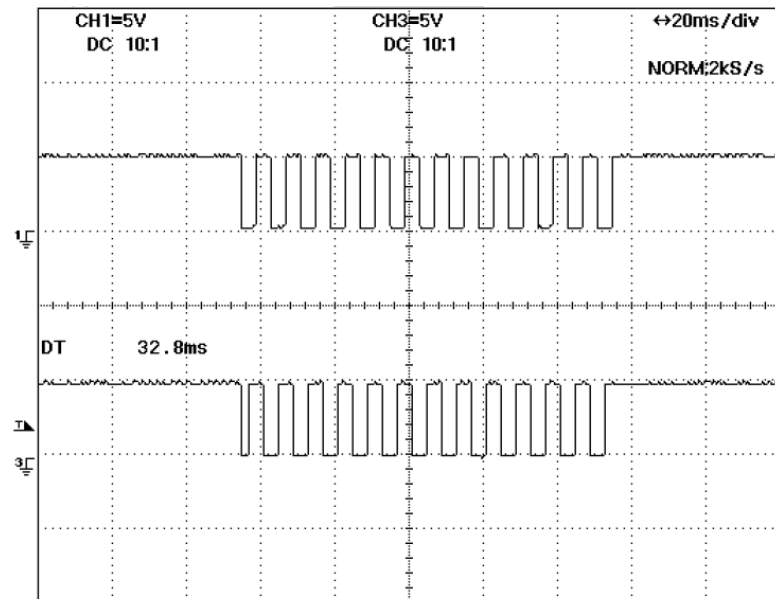 CH1=5V CH3=5V ↔20ms/div
DC 10:1 DC 10:1
NORM:2kS/s
1
DT 32.8ms
T
3